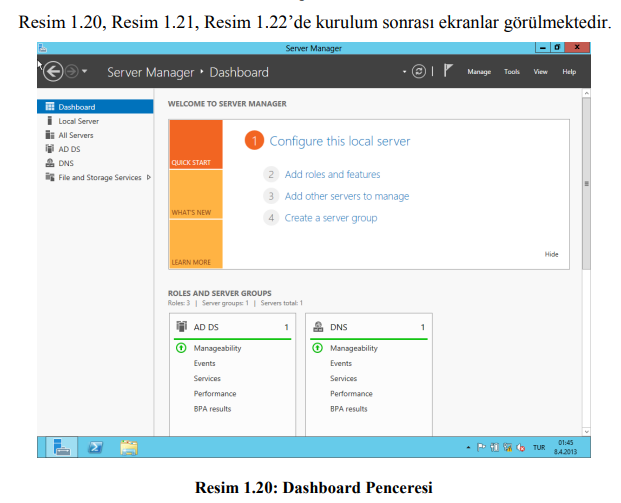 Resim 1.20, Resim 1.21, Resim 1.22’de kurulum sonrası ekranlar görülmektedir.
Server Manager
Server Manager • Dashboard
Manage Tools View Help
Dashboard
Local Server
All Servers
AD DS
DNS
File and Storage Services
WELCOME TO SERVER MANAGER
QUICK START
WHAT'S NEW
LEARN MORE
1 Configure this local server
2 Add roles and features
3 Add other servers to manage
4 Create a server group
Hide
ROLES AND SERVER GROUPS
Roles: 3 | Server groups: 1 | Servers total: 1
AD DS 1
Manageability
Events
Services
Performance
BPA results
DNS 1
Manageability
Events
Services
Performance
BPA results
TUR
01:45
8.4.2013
Resim 1.20: Dashboard Penceresi